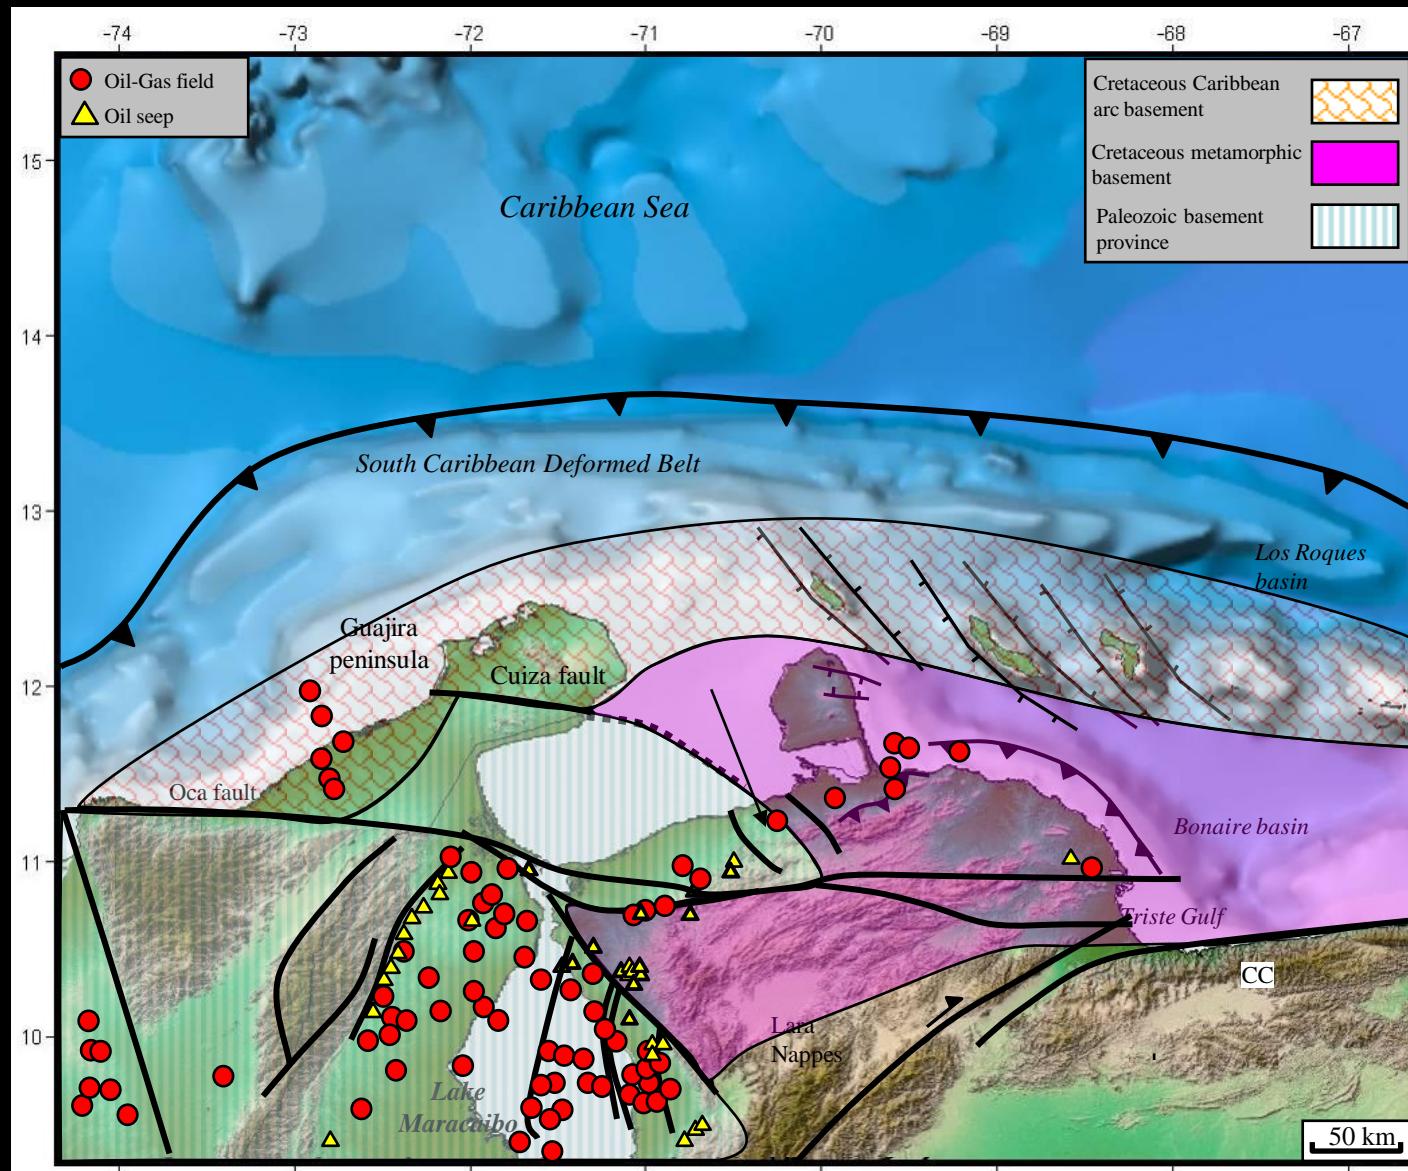 -74 -73 -72 -71 -70 -69 -68 -67
Oil-Gas field
Oil seep
Cretaceous Caribbean
arc basement
Cretaceous metamorphic
basement
Paleozoic basement
province
15
Caribbean Sea
14
South Caribbean Deformed Belt
13
Los Roques
basin
Guajira
peninsula
Cuiza fault
12
Oca fault
Bonaire basin
11
Triste Gulf
CC
10
Lara
Nappes
Lake
Maracaibo
50 km